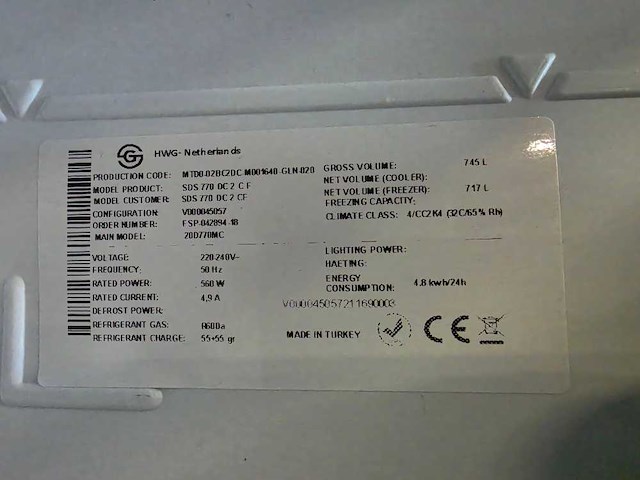 HWG- Netherlands
PRODUCTION CODE: MTD0-02BC2DC-M001640-GLN-020
MODEL PRODUCT: SDS 770 DC 2 C F
MODEL CUSTOMER: SDS 770 DC 2 CF
CONFIGURATION: V000045057
ORDER NUMBER: FSP-042894-18
MAIN MODEL: 20D770MC
GROSS VOLUME: 745 L
NET VOLUME (COOLER):
NET VOLUME (FREEZER): 717 L
FREEZING CAPACITY:
CLIMATE CLASS: 4/CC2K4 (32C/65% Rh)
VOLTAGE: 220-240V~
FREQUENCY: 50 Hz
RATED POWER: 560 W
RATED CURRENT: 4,9 A
DEFROST POWER:
REFRIGERANT GAS: R600a
REFRIGERANT CHARGE: 55+55 gr
LIGHTING POWER:
HAETING:
ENERGY
CONSUMPTION: 4.8 kwh/24h
V000045057211690003
MADE IN TURKEY
CE